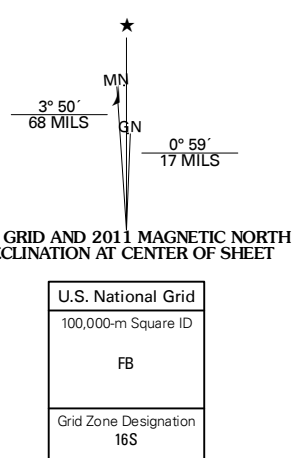 ★
MN
3° 50´
68 MILS
GN
0° 59´
17 MILS
GRID AND 2011 MAGNETIC NORTH
ECLINATION AT CENTER OF SHEET
U.S. National Grid
100,000-m Square ID
FB
Grid Zone Designation
16S